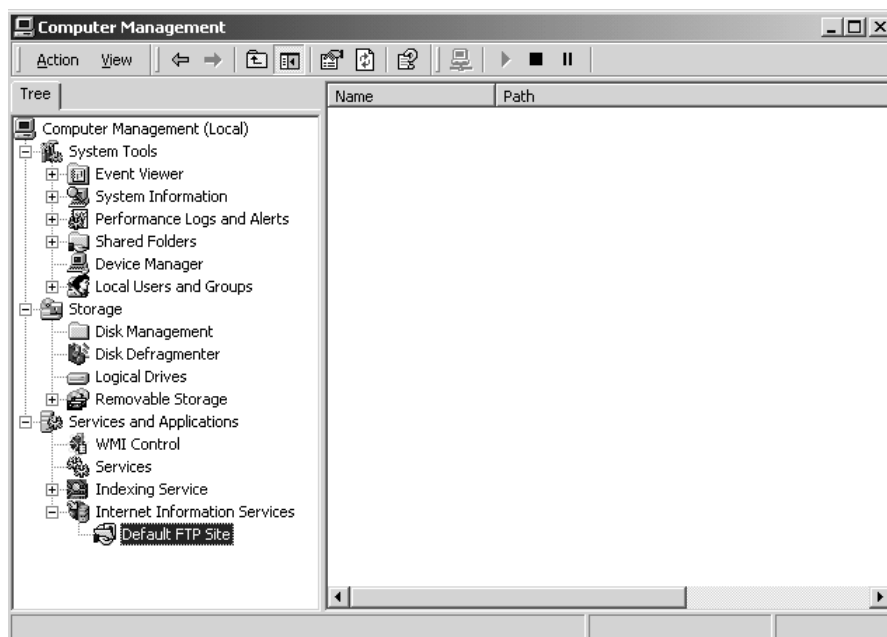 Computer Management
Action View
Tree
Name Path
Computer Management (Local)
System Tools
Event Viewer
System Information
Performance Logs and Alerts
Shared Folders
Device Manager
Local Users and Groups
Storage
Disk Management
Disk Defragmenter
Logical Drives
Removable Storage
Services and Applications
WMI Control
Services
Indexing Service
Internet Information Services
Default FTP Site